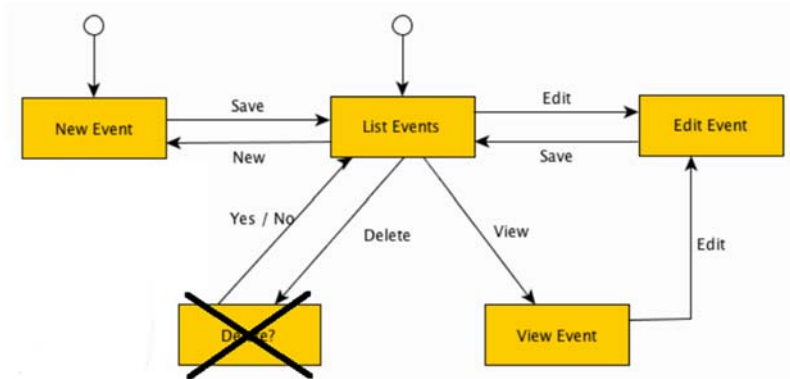 New Event
Save
New
List Events
Edit
Save
Edit Event
Yes / No
Delete
View
Edit
View Event